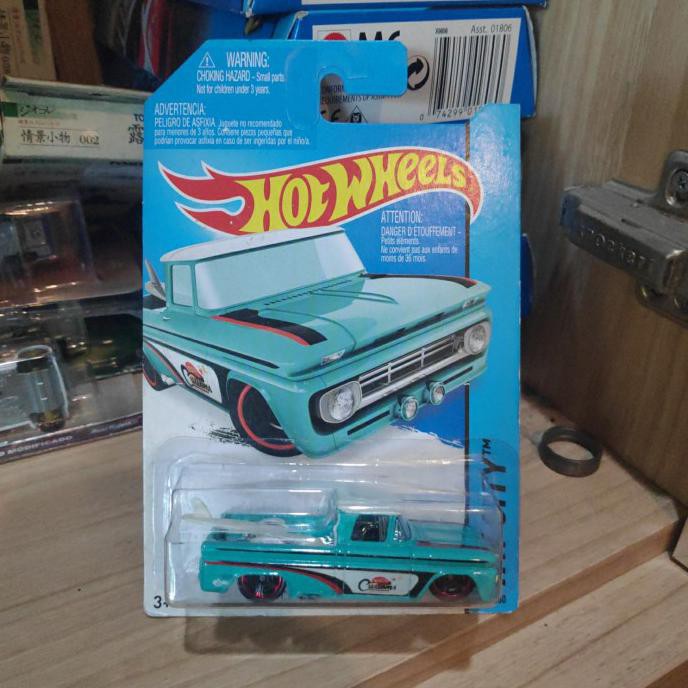 WARNING:
CHOKING HAZARD - Small parts
Not for children under 3 years.
ADVERTENCIA:
PELIGRO DE ASFIXIA. Juguete no recomendado
para menores de 3 años. Contiene piezas pequeñas que
podrían provocar asfixia en caso de ser ingeridas por el niño/a.
HOT WHEELS
ATTENTION:
DANGER D'ÉTOUFFEMENT -
Petits éléments.
Ne convient pas aux enfants de
moins de 36 mois.
Asst. 01806
情景小物 002
MODIFICADO
CITY™
3+